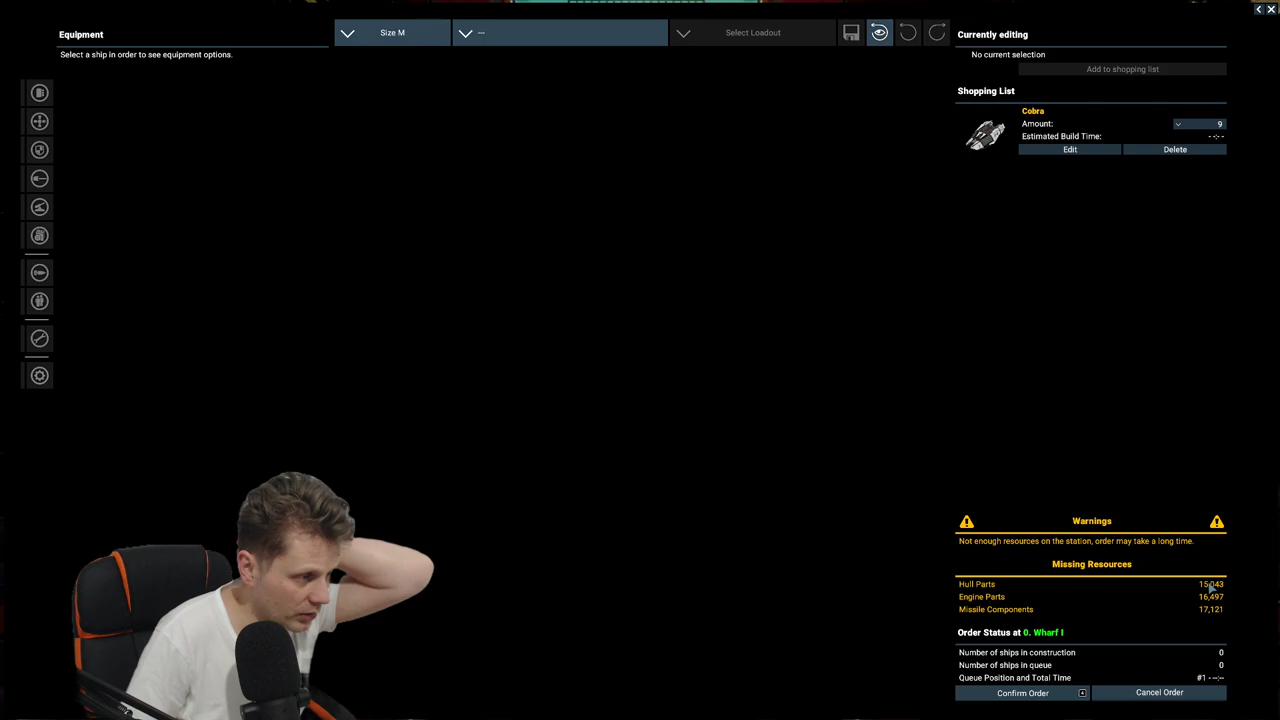 Equipment
Select a ship in order to see equipment options.
Size M
---
Select Loadout
Currently editing
No current selection
Add to shopping list
Shopping List
Cobra
Amount: 9
Estimated Build Time: --:--
Edit Delete
Warnings
Not enough resources on the station, order may take a long time.
Missing Resources
Hull Parts 15,043
Engine Parts 16,497
Missile Components 17,121
Order Status at 0. Wharf I
Number of ships in construction 0
Number of ships in queue 0
Queue Position and Total Time #1 - --:--
Confirm Order Cancel Order